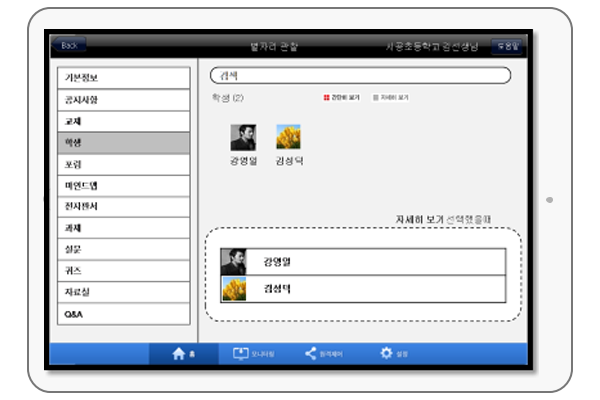 Back
별자리 관찰
시공초등학교 김선생님
도움말
기본정보
공지사항
교재
학생
포럼
마인드맵
전자칠판
과제
설문
퀴즈
자료실
Q&A
검색
학생 (2)
간단히 보기
자세히 보기
강영일
김성덕
자세히 보기 선택했을때
강영일
김성덕
홈
모니터링
원격제어
설정